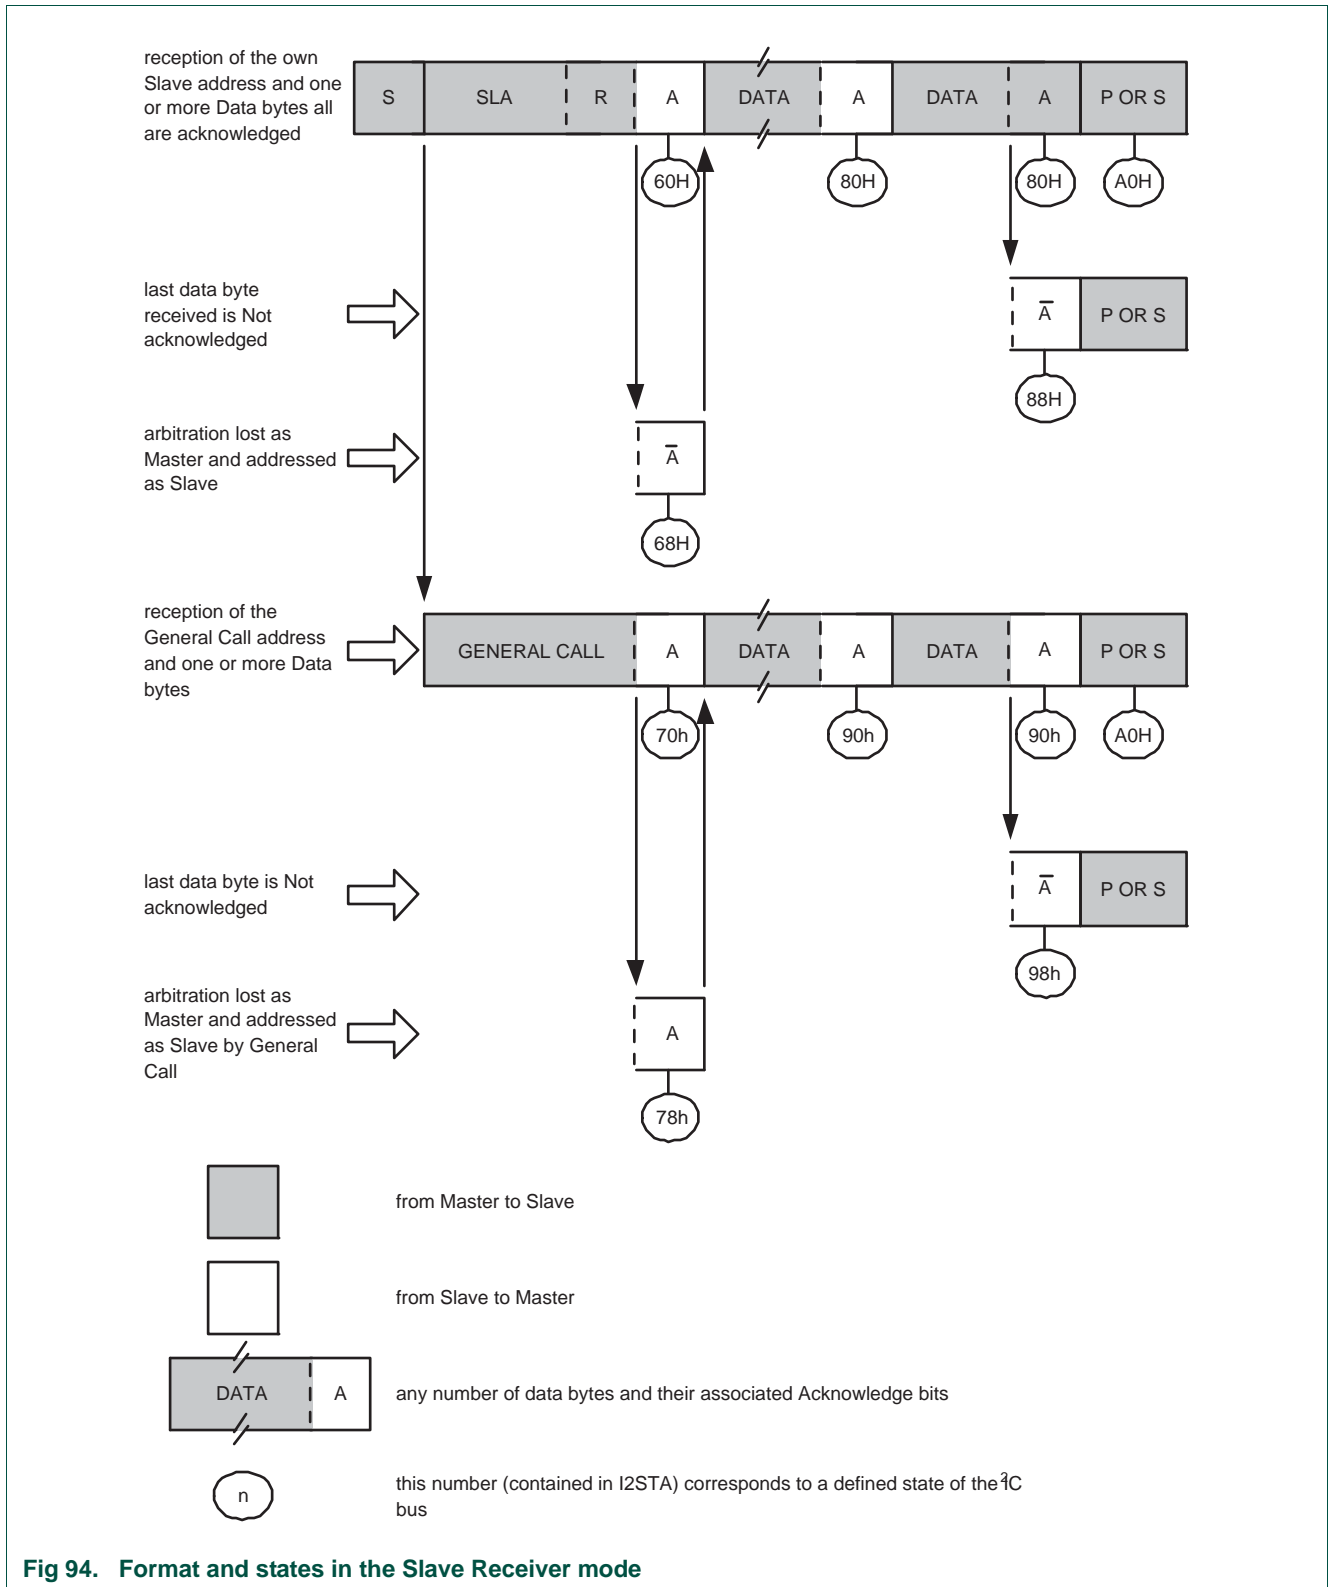 reception of the own
Slave address and one
or more Data bytes all
are acknowledged
S SLA R A DATA A DATA A P OR S
60H 80H 80H A0H
last data byte
received is Not
acknowledged
A̅ P OR S
88H
arbitration lost as
Master and addressed
as Slave
A̅
68H
reception of the
General Call address
and one or more Data
bytes
GENERAL CALL A DATA A DATA A P OR S
70h 90h 90h A0H
last data byte is Not
acknowledged
A̅ P OR S
98h
arbitration lost as
Master and addressed
as Slave by General
Call
A
78h
from Master to Slave
from Slave to Master
DATA A
any number of data bytes and their associated Acknowledge bits
n
this number (contained in I2STA) corresponds to a defined state of the I²C
bus
Fig 94. Format and states in the Slave Receiver mode